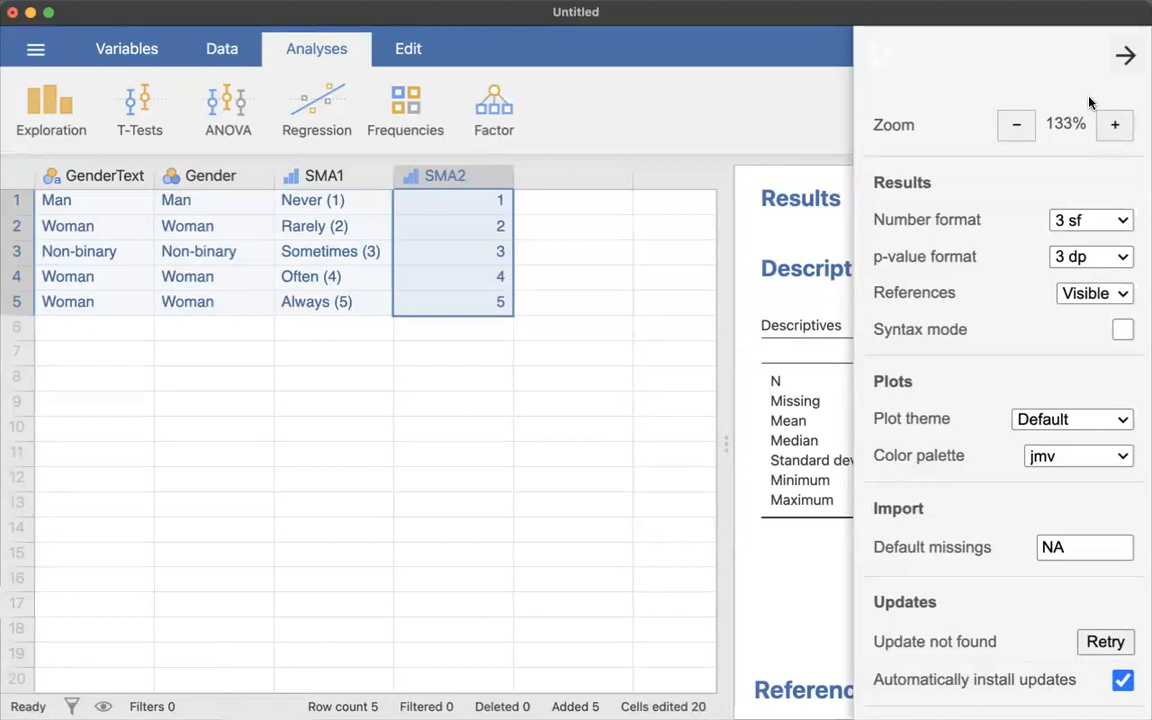 Untitled
Variables Data Analyses Edit
Exploration T-Tests ANOVA Regression Frequencies Factor
GenderText Gender SMA1 SMA2
1 Man Man Never (1) 1
2 Woman Woman Rarely (2) 2
3 Non-binary Non-binary Sometimes (3) 3
4 Woman Woman Often (4) 4
5 Woman Woman Always (5) 5
6
7
8
9
10
11
12
13
14
15
16
17
18
19
20
Ready Filters 0 Row count 5 Filtered 0 Deleted 0 Added 5 Cells edited 20
Results
Descript
Descriptives
N
Missing
Mean
Median
Standard dev
Minimum
Maximum
Referenc
Zoom − 133% +
Results
Number format 3 sf
p-value format 3 dp
References Visible
Syntax mode
Plots
Plot theme Default
Color palette jmv
Import
Default missings NA
Updates
Update not found Retry
Automatically install updates